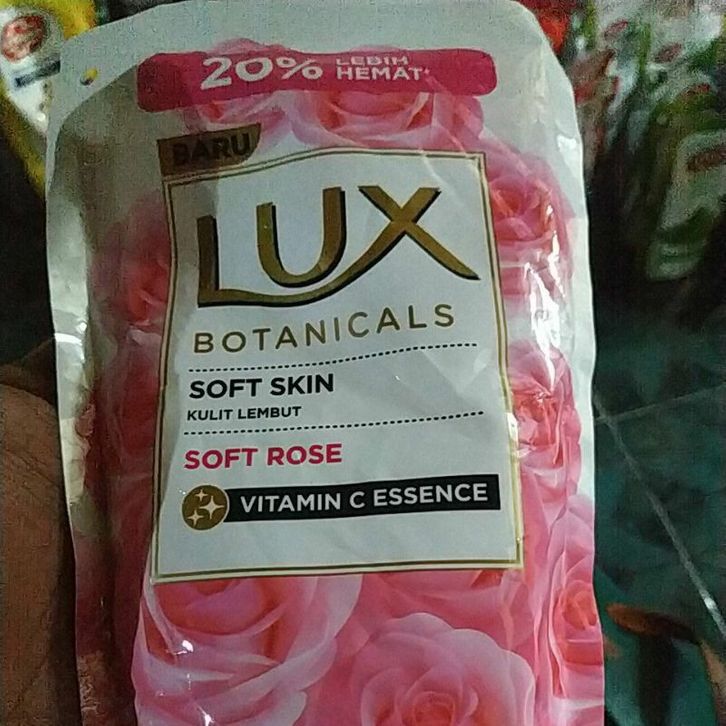 20% LEBIH
HEMAT*
BARU
LUX
BOTANICALS
SOFT SKIN
KULIT LEMBUT
SOFT ROSE
VITAMIN C ESSENCE